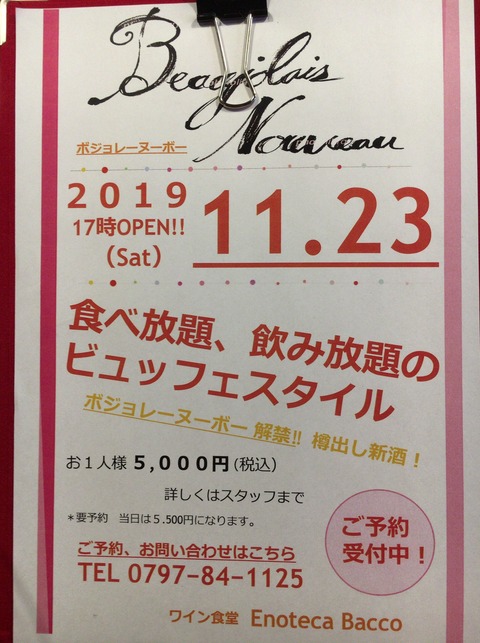 Beaujolais
Nouveau
ボジョレーヌーボー
2019
17時OPEN!!
（Sat）
11.23
食べ放題、飲み放題の
ビュッフェスタイル
ボジョレーヌーボー 解禁!! 樽出し新酒！
お１人様 5,000円（税込）
詳しくはスタッフまで
＊要予約　当日は５.500円になります。
ご予約、お問い合わせはこちら
TEL 0797-84-1125
ご予約
受付中！
ワイン食堂 Enoteca Bacco